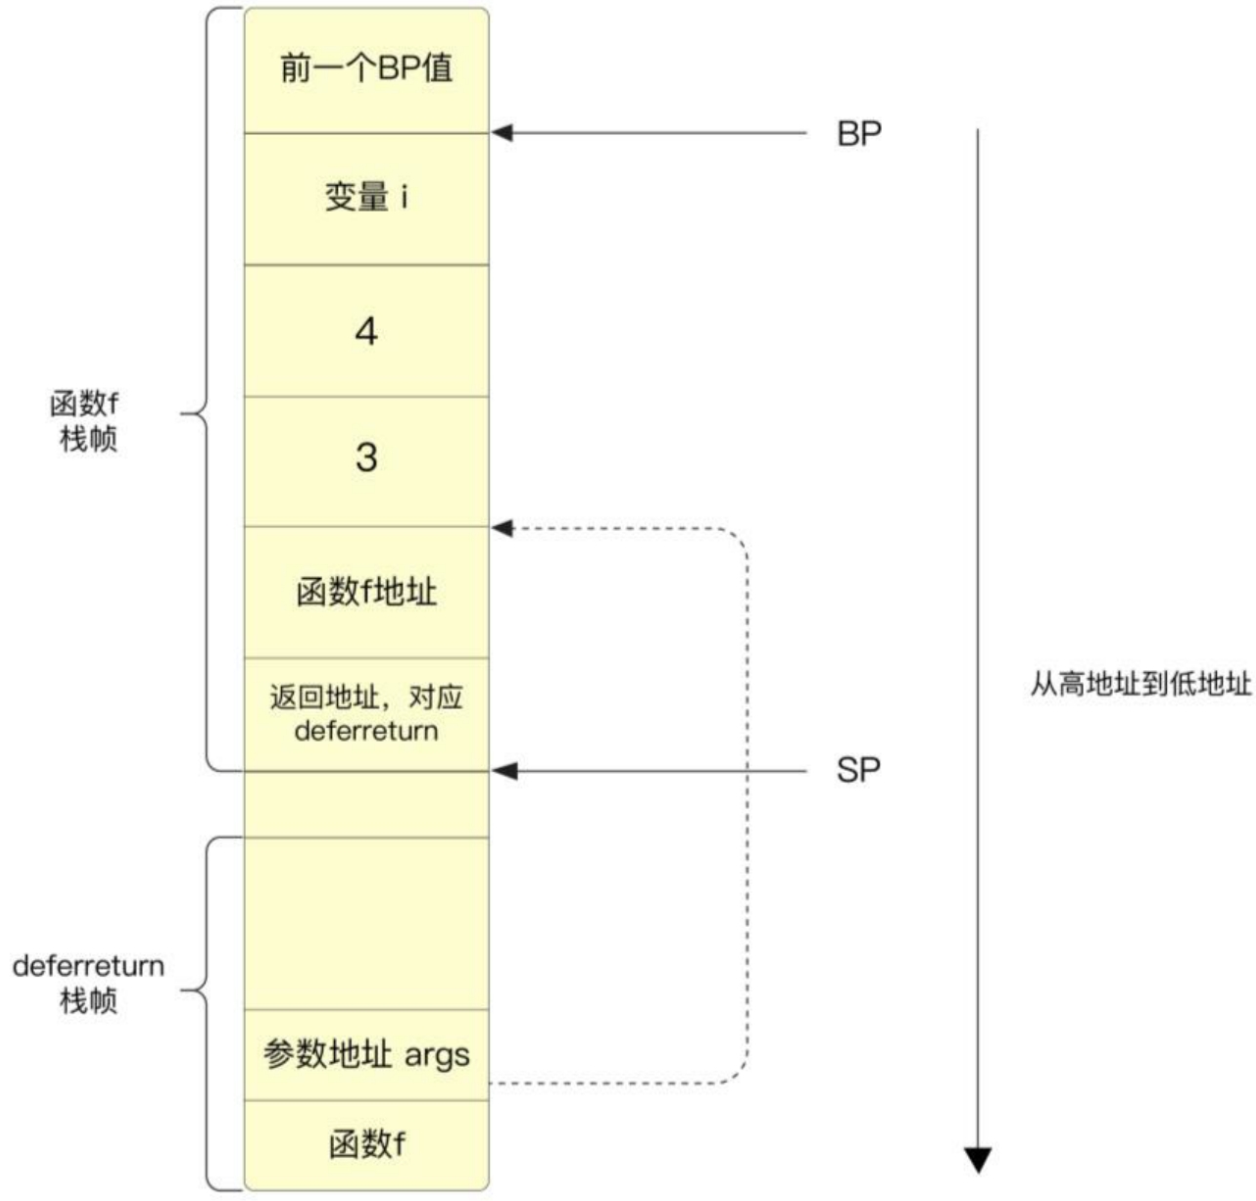 前一个BP值
BP
变量 i
4
函数f
栈帧
3
函数f地址
返回地址，对应
deferreturn
从高地址到低地址
SP
deferreturn
栈帧
参数地址 args
函数f